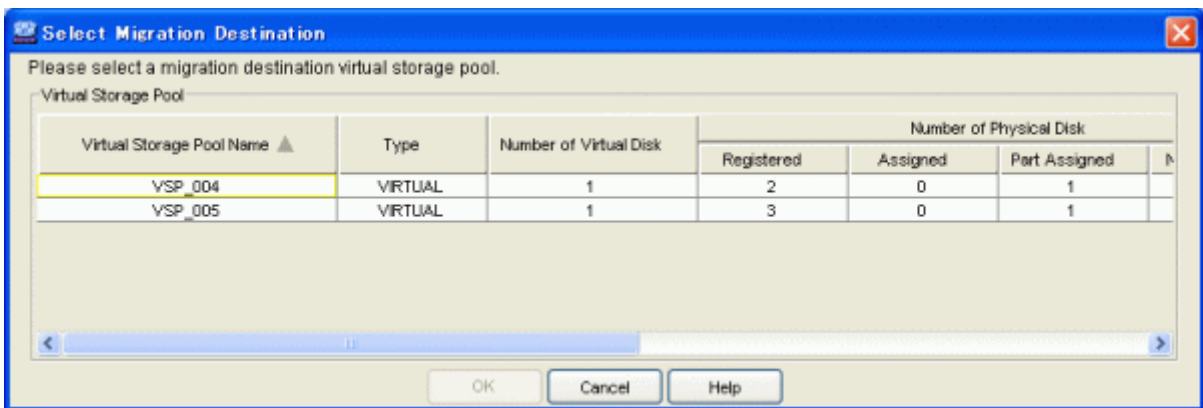 Select Migration Destination
Please select a migration destination virtual storage pool.
Virtual Storage Pool
Virtual Storage Pool Name Type Number of Virtual Disk Number of Physical Disk
Registered Assigned Part Assigned N
VSP_004 VIRTUAL 1 2 0 1
VSP_005 VIRTUAL 1 3 0 1
OK Cancel Help